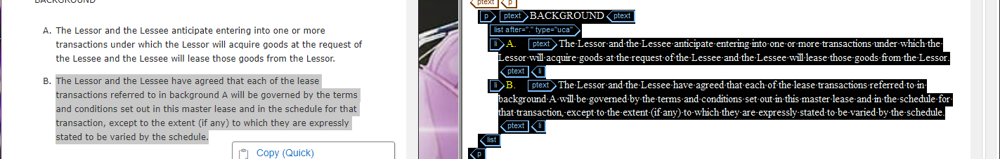 BACKGROUND
A. The Lessor and the Lessee anticipate entering into one or more
transactions under which the Lessor will acquire goods at the request of
the Lessee and the Lessee will lease those goods from the Lessor.
B. The Lessor and the Lessee have agreed that each of the lease
transactions referred to in background A will be governed by the terms
and conditions set out in this master lease and in the schedule for that
transaction, except to the extent (if any) to which they are expressly
stated to be varied by the schedule.
Copy (Quick)
ptext p
p ptext BACKGROUND ptext
list after="." type="uca"
li A. ptext The·Lessor·and·the·Lessee·anticipate·entering·into·one·or·more·transactions·under·which·the·
Lessor·will·acquire·goods·at·the·request·of·the·Lessee·and·the·Lessee·will·lease·those·goods·from·the·Lessor.
ptext li
li B. ptext The·Lessor·and·the·Lessee·have·agreed·that·each·of·the·lease·transactions·referred·to·in·
background·A·will·be·governed·by·the·terms·and·conditions·set·out·in·this·master·lease·and·in·the·schedule·for·
that·transaction,·except·to·the·extent·(if·any)·to·which·they·are·expressly·stated·to·be·varied·by·the·schedule.
ptext li
list
p